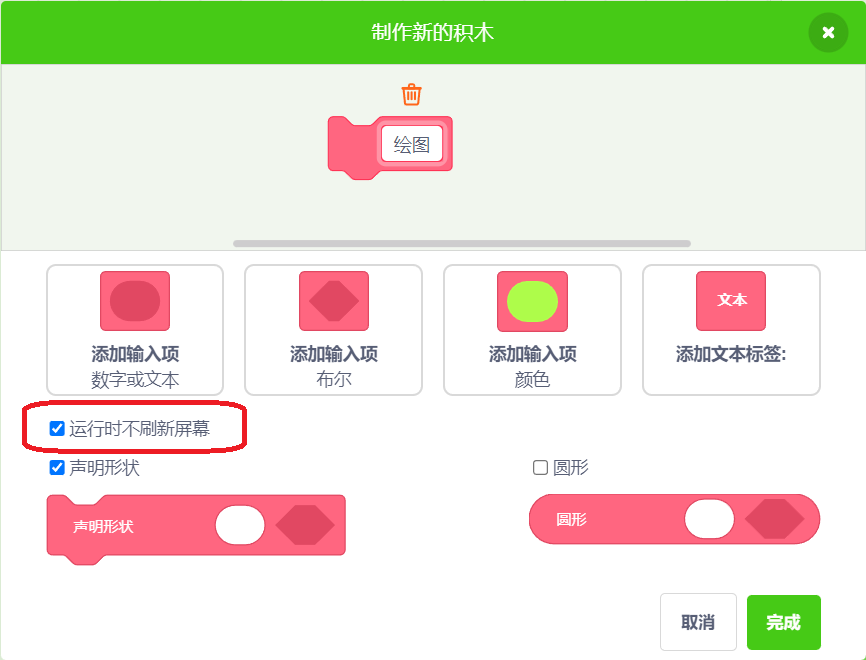 制作新的积木
绘图
文本
添加输入项
数字或文本
添加输入项
布尔
添加输入项
颜色
添加文本标签:
运行时不刷新屏幕
声明形状
圆形
声明形状
圆形
取消
完成